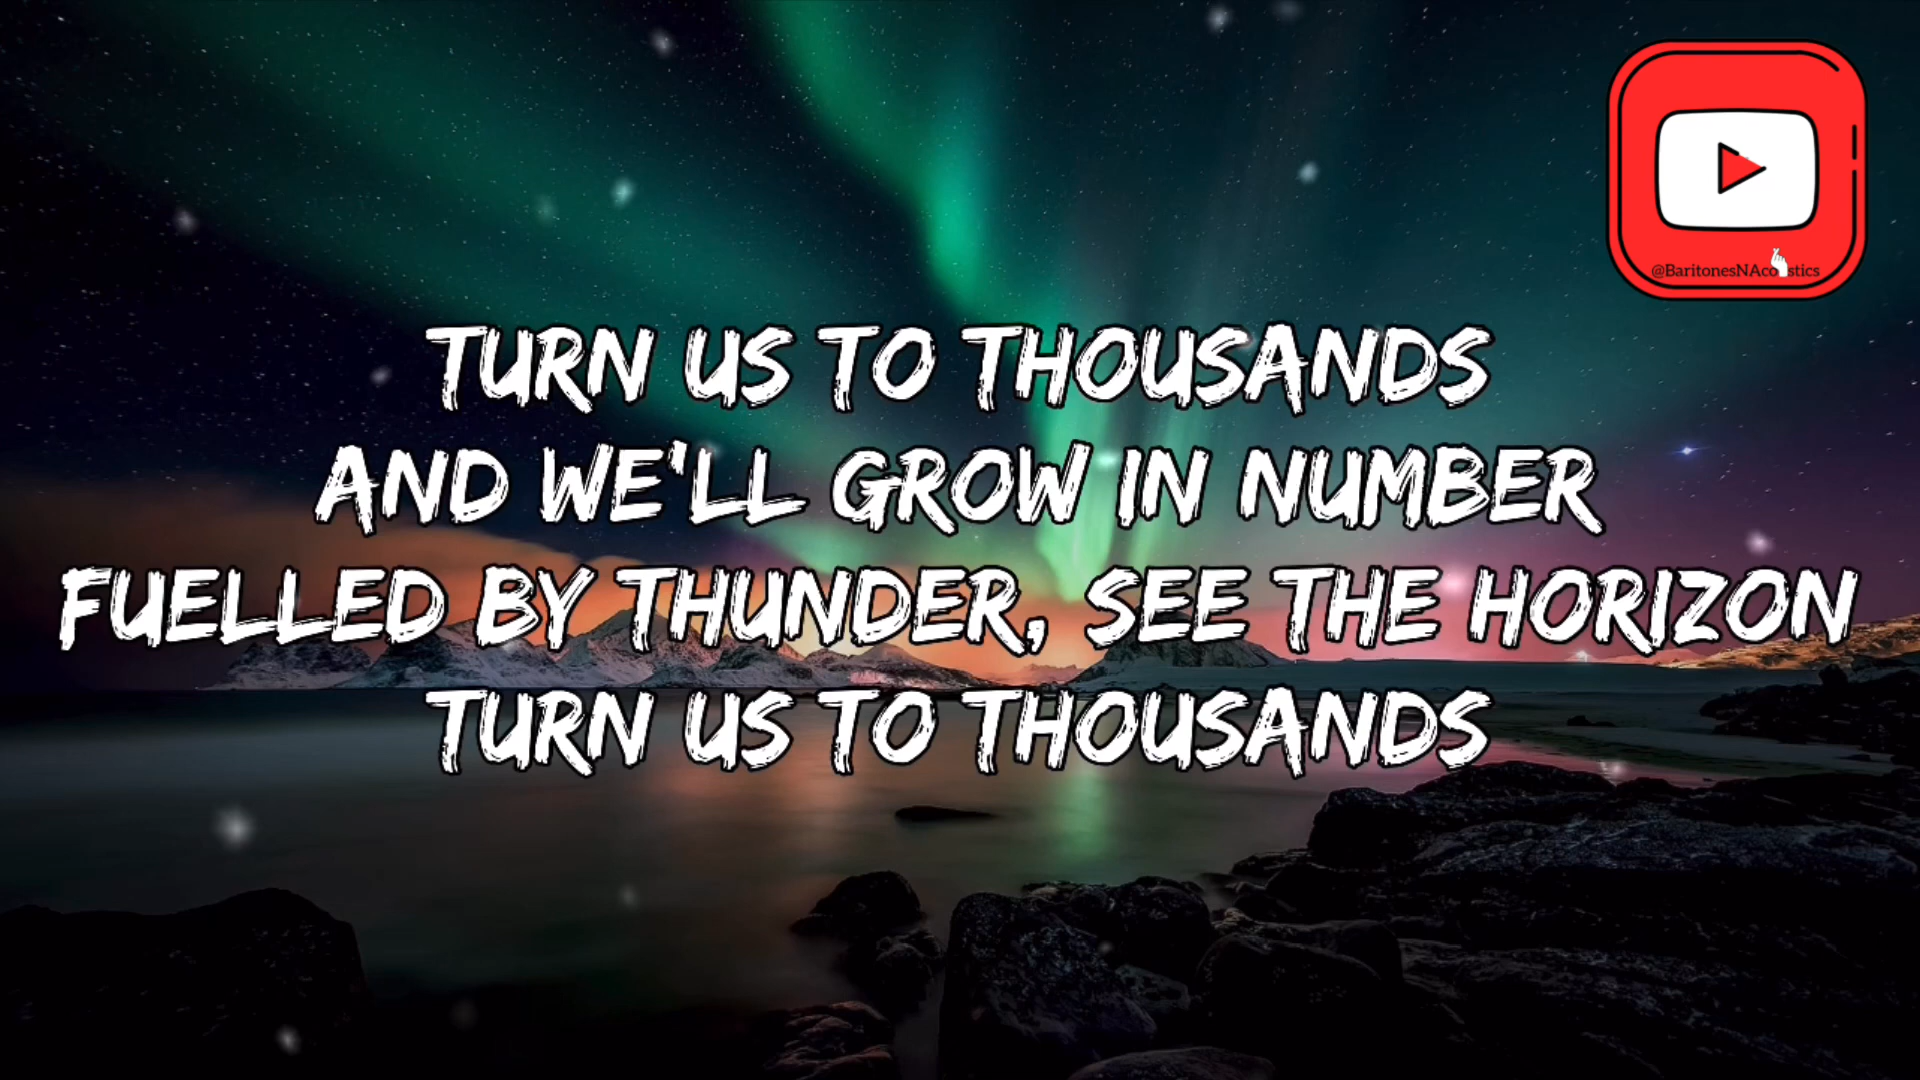 @BaritonesNAcoustics
TURN US TO THOUSANDS
AND WE'LL GROW IN NUMBER
FUELLED BY THUNDER, SEE THE HORIZON
TURN US TO THOUSANDS